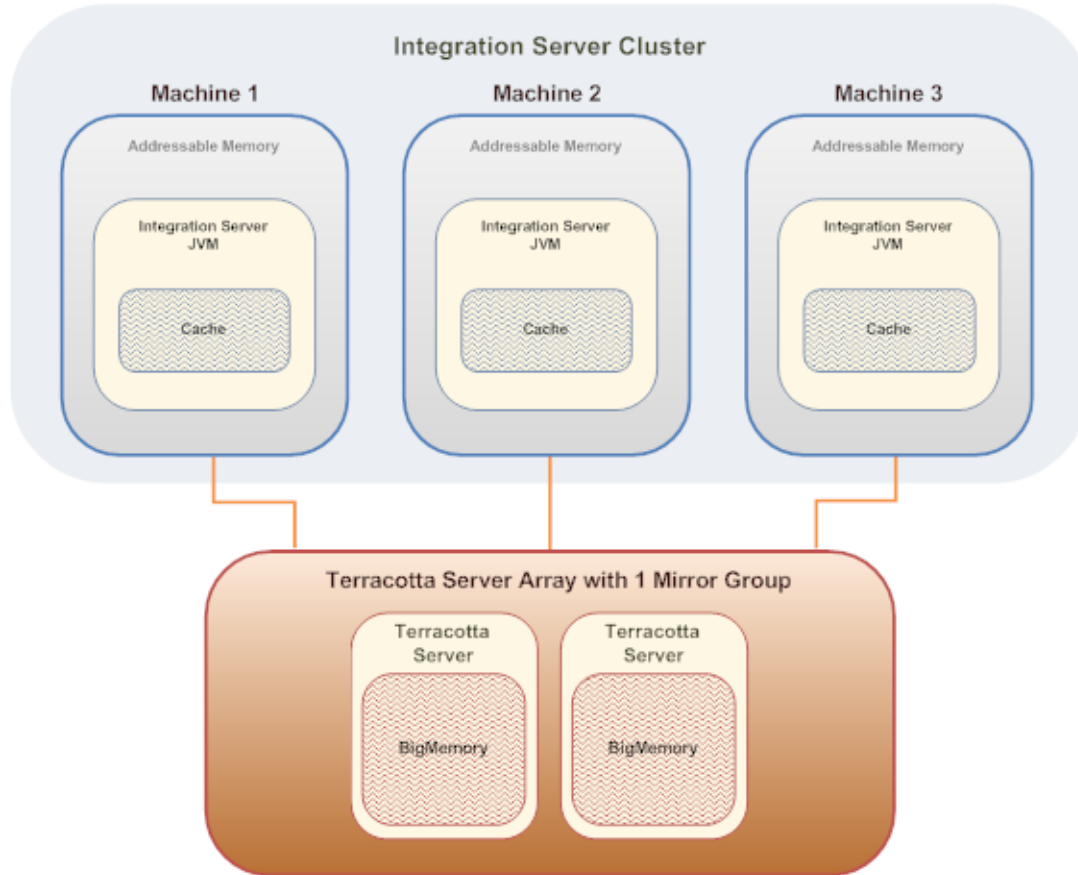 Integration Server Cluster
Machine 1
Machine 2
Machine 3
Addressable Memory
Addressable Memory
Addressable Memory
Integration Server
JVM
Integration Server
JVM
Integration Server
JVM
Cache
Cache
Cache
Terracotta Server Array with 1 Mirror Group
Terracotta
Server
Terracotta
Server
BigMemory
BigMemory